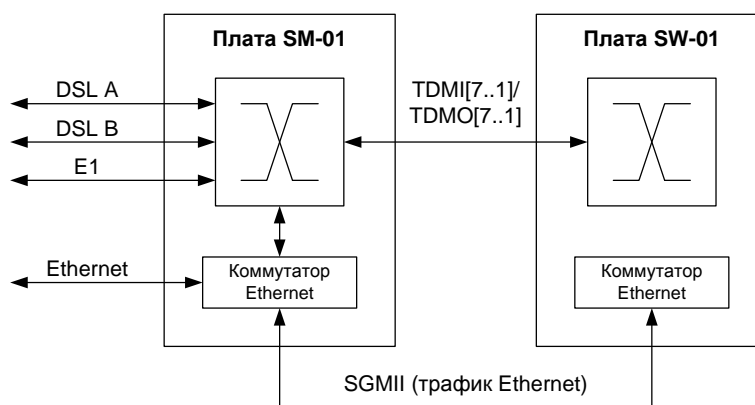 Плата SM-01
Плата SW-01
DSL A
DSL B
E1
TDMI[7..1]/
TDMO[7..1]
Ethernet
Коммутатор
Ethernet
Коммутатор
Ethernet
SGMII (трафик Ethernet)